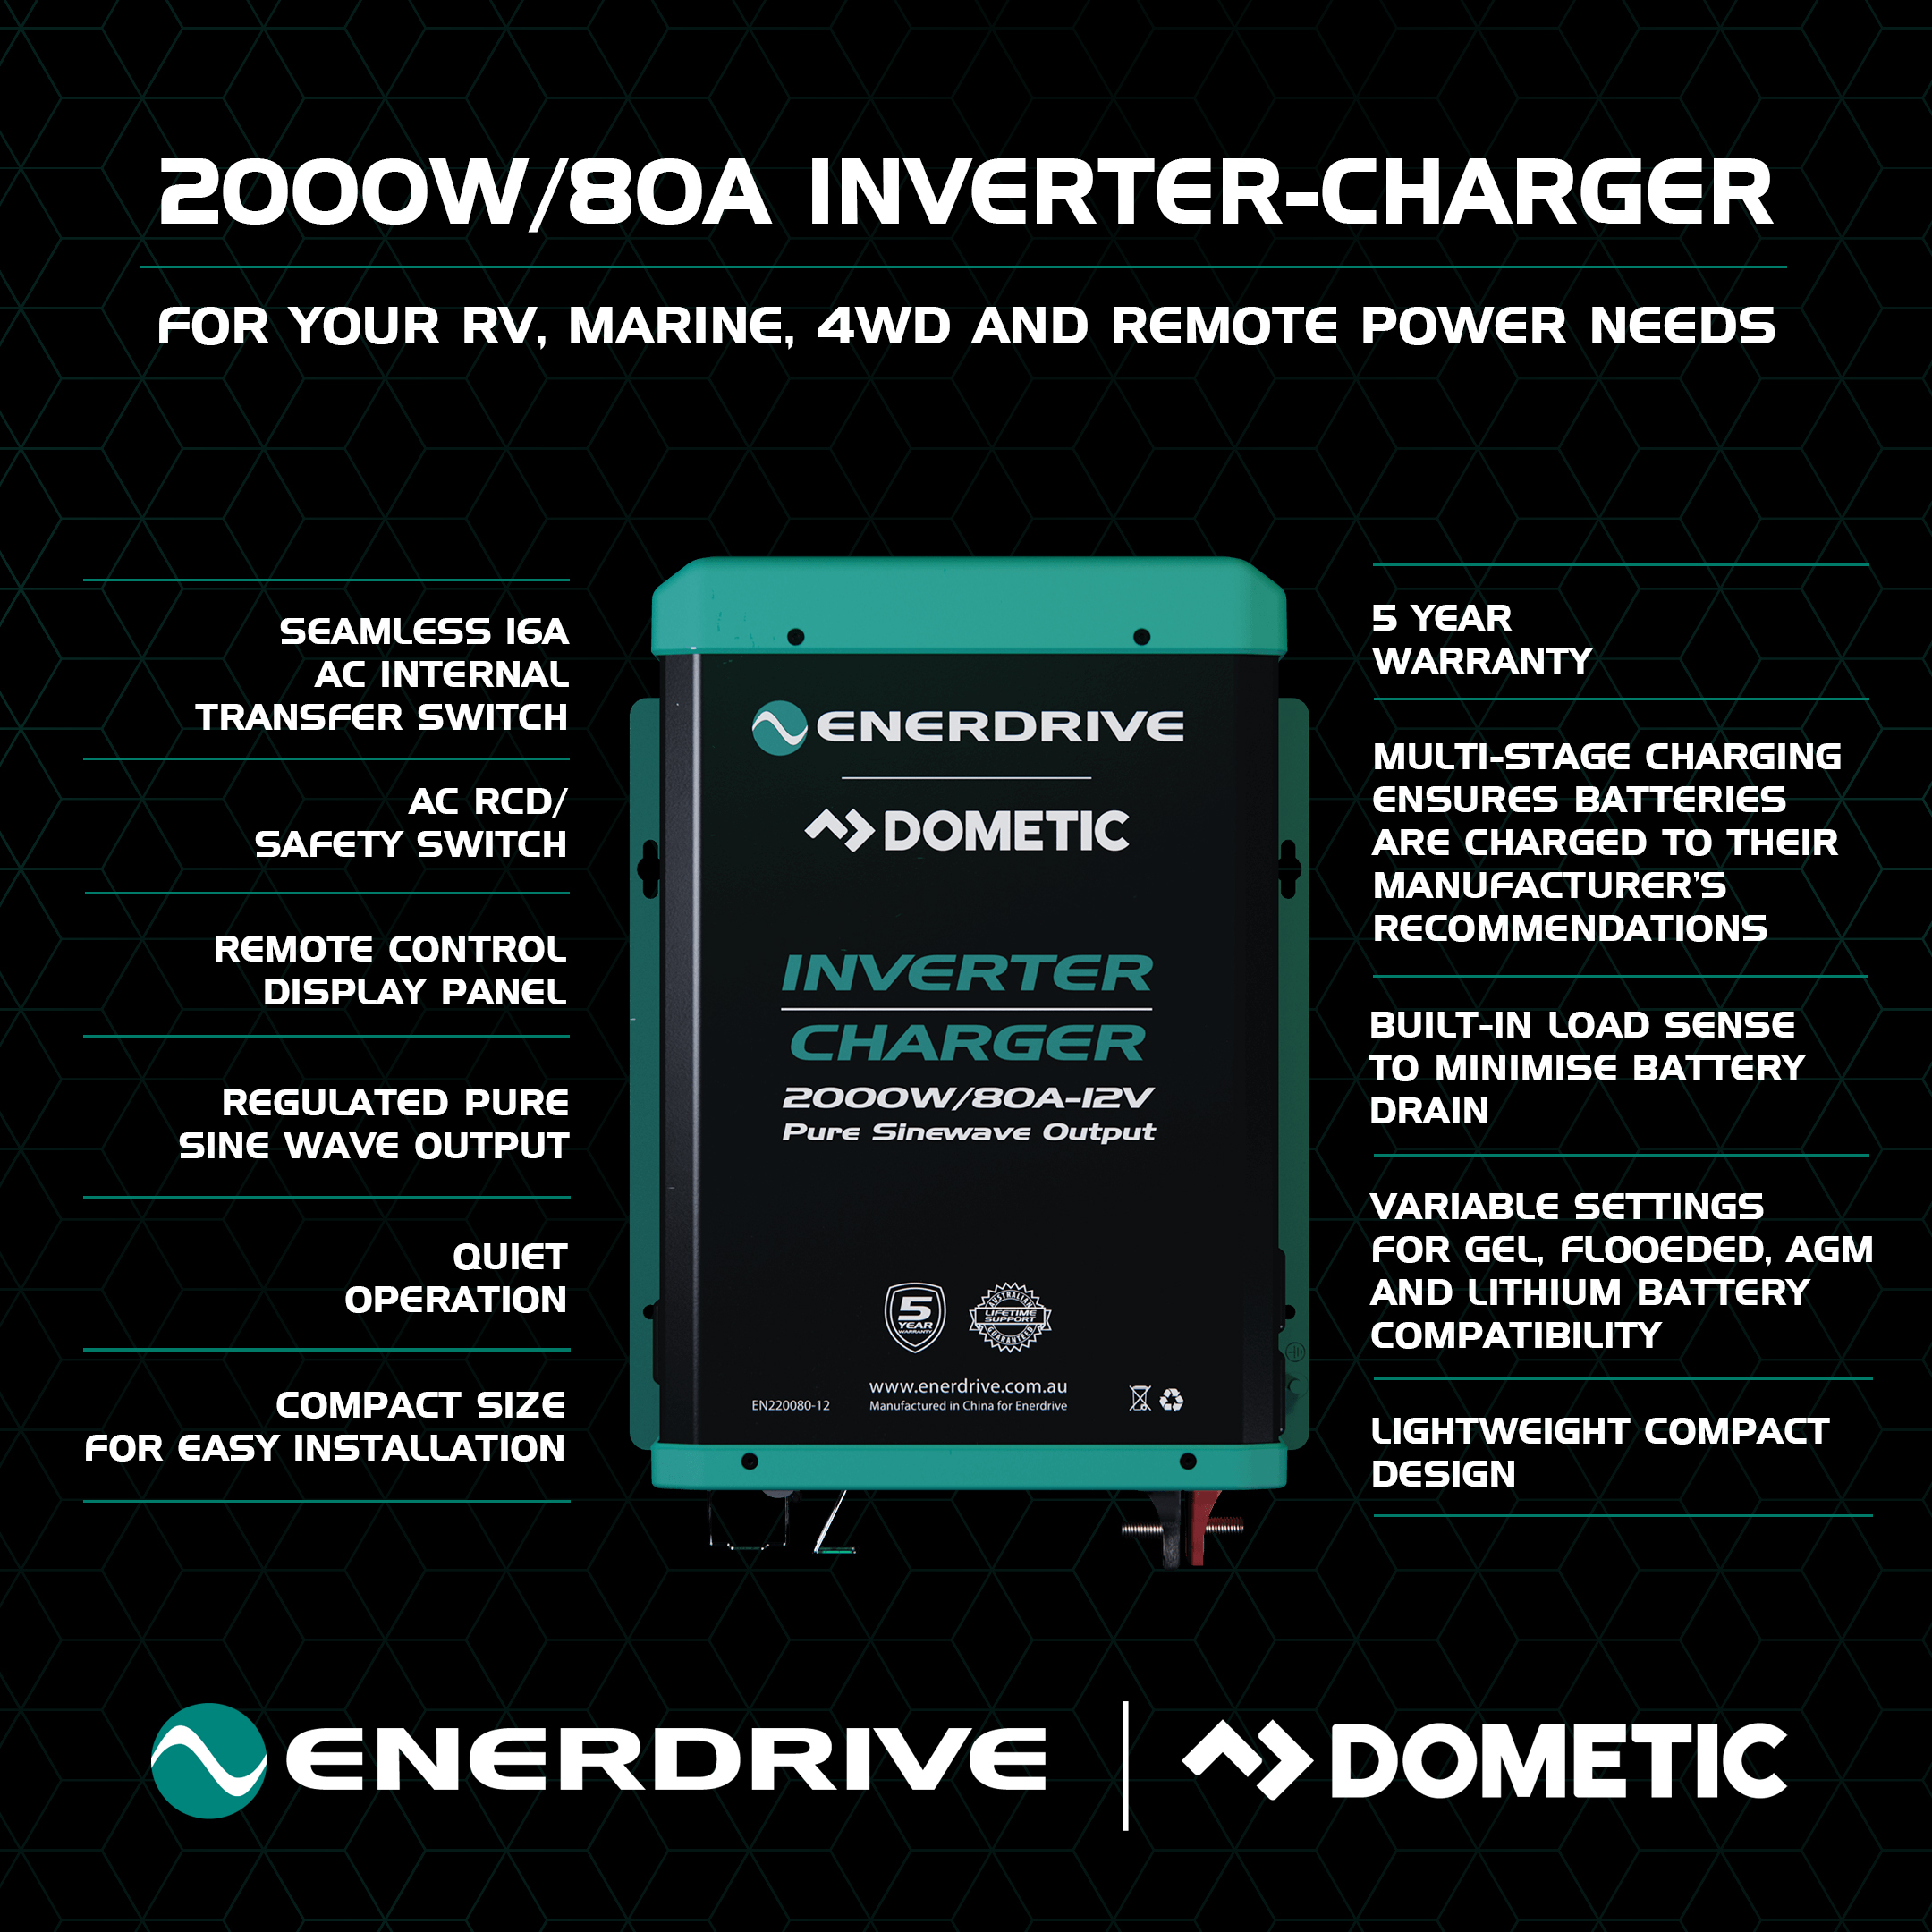 2000W/80A INVERTER-CHARGER
FOR YOUR RV, MARINE, 4WD AND REMOTE POWER NEEDS
SEAMLESS 16A
AC INTERNAL
TRANSFER SWITCH
AC RCD/
SAFETY SWITCH
REMOTE CONTROL
DISPLAY PANEL
REGULATED PURE
SINE WAVE OUTPUT
QUIET
OPERATION
COMPACT SIZE
FOR EASY INSTALLATION
ENERDRIVE
DOMETIC
INVERTER
CHARGER
2000W/80A-12V
Pure Sinewave Output
5
YEAR
WARRANTY
AUSTRALIAN
LIFETIME
SUPPORT
GUARANTEED
www.enerdrive.com.au
EN220080-12
Manufactured in China for Enerdrive
5 YEAR
WARRANTY
MULTI-STAGE CHARGING
ENSURES BATTERIES
ARE CHARGED TO THEIR
MANUFACTURER'S
RECOMMENDATIONS
BUILT-IN LOAD SENSE
TO MINIMISE BATTERY
DRAIN
VARIABLE SETTINGS
FOR GEL, FLOOEDED, AGM
AND LITHIUM BATTERY
COMPATIBILITY
LIGHTWEIGHT COMPACT
DESIGN
ENERDRIVE
DOMETIC